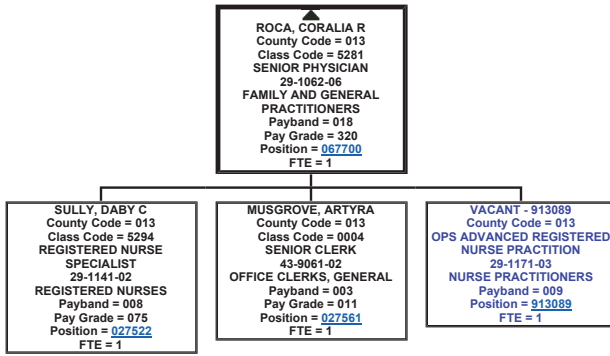 ROCA, CORALIA R
County Code = 013
Class Code = 5281
SENIOR PHYSICIAN
29-1062-06
FAMILY AND GENERAL
PRACTITIONERS
Payband = 018
Pay Grade = 320
Position = 067700
FTE = 1
SULLY, DABY C
County Code = 013
Class Code = 5294
REGISTERED NURSE
SPECIALIST
29-1141-02
REGISTERED NURSES
Payband = 008
Pay Grade = 075
Position = 027522
FTE = 1
MUSGROVE, ARTYRA
County Code = 013
Class Code = 0004
SENIOR CLERK
43-9061-02
OFFICE CLERKS, GENERAL
Payband = 003
Pay Grade = 011
Position = 027561
FTE = 1
VACANT - 913089
County Code = 013
OPS ADVANCED REGISTERED
NURSE PRACTITION
29-1171-03
NURSE PRACTITIONERS
Payband = 009
Position = 913089
FTE = 1